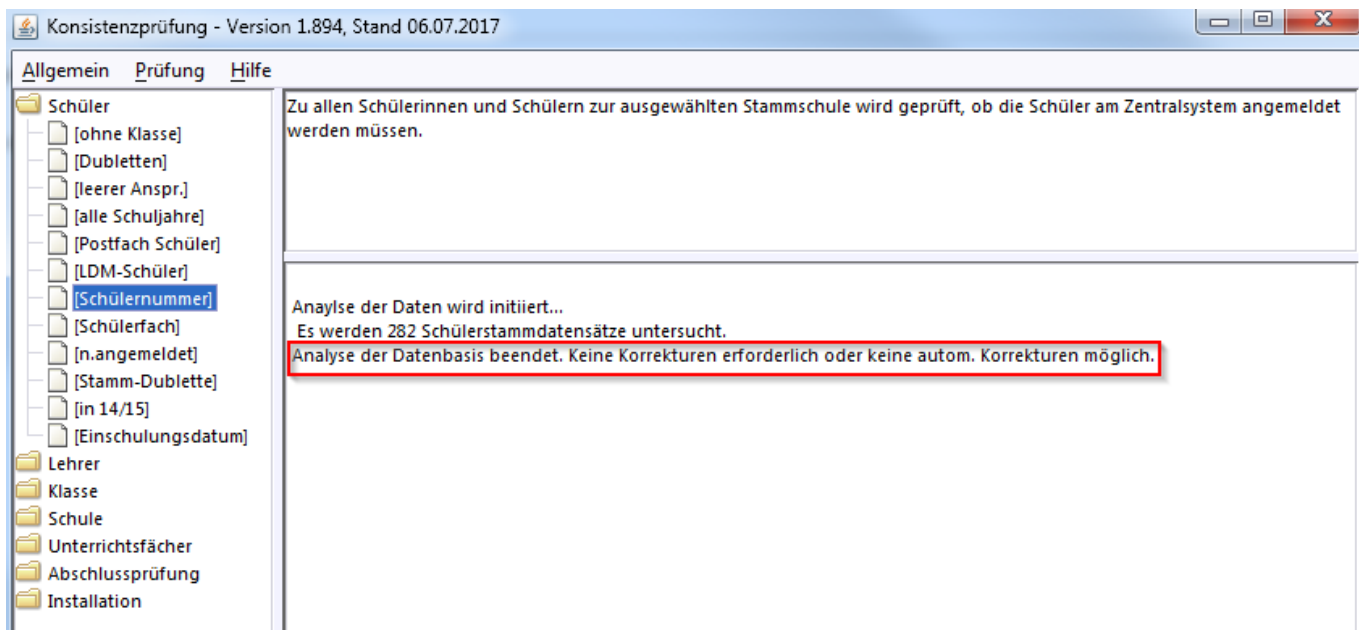 Konsistenzprüfung - Version 1.894, Stand 06.07.2017
Allgemein Prüfung Hilfe
Schüler
[ohne Klasse]
[Dubletten]
[leerer Anspr.]
[alle Schuljahre]
[Postfach Schüler]
[LDM-Schüler]
[Schülernummer]
[Schülerfach]
[n.angemeldet]
[Stamm-Dublette]
[in 14/15]
[Einschulungsdatum]
Lehrer
Klasse
Schule
Unterrichtsfächer
Abschlussprüfung
Installation
Zu allen Schülerinnen und Schülern zur ausgewählten Stammschule wird geprüft, ob die Schüler am Zentralsystem angemeldet
werden müssen.
Anaylse der Daten wird initiiert...
Es werden 282 Schülerstammdatensätze untersucht.
Analyse der Datenbasis beendet. Keine Korrekturen erforderlich oder keine autom. Korrekturen möglich.